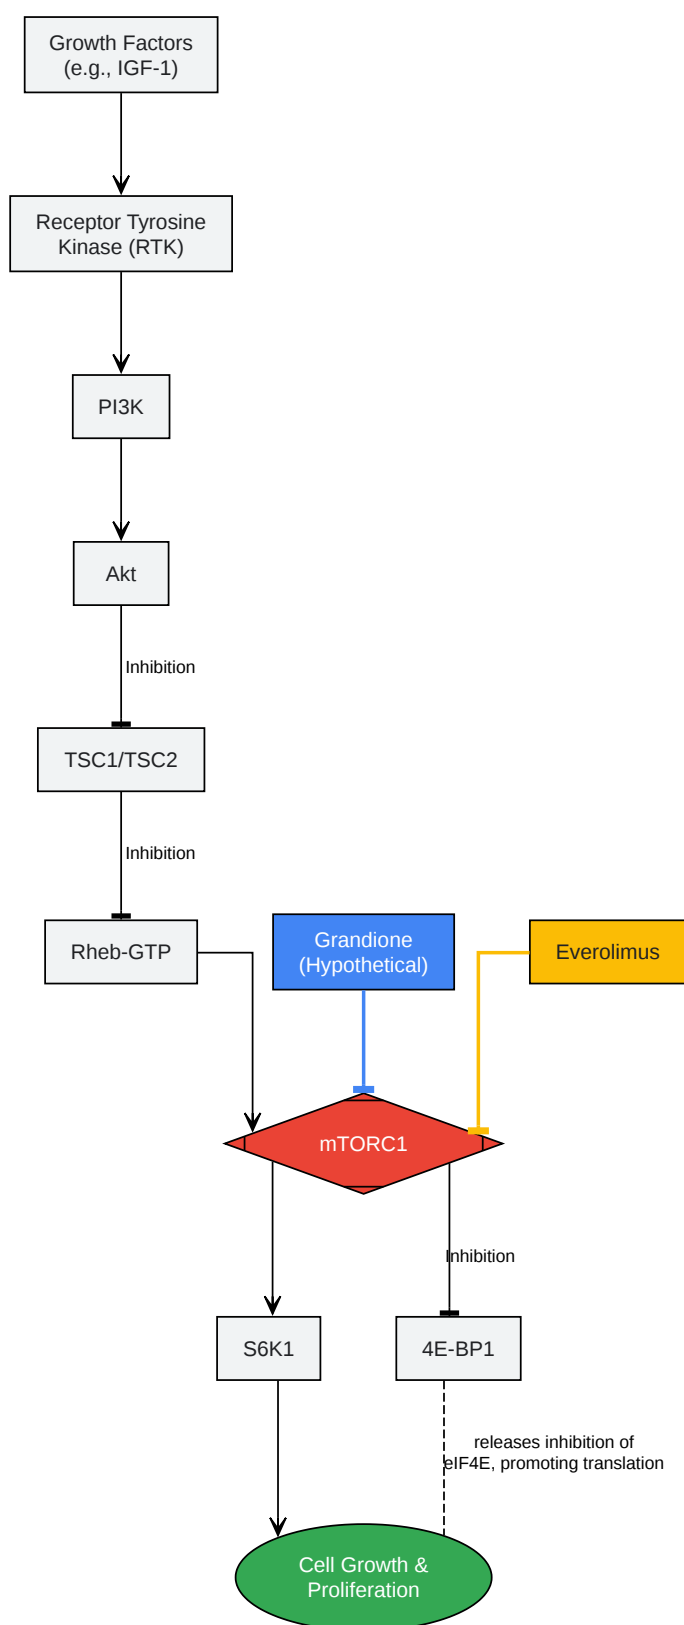 Growth Factors
(e.g., IGF-1)
Receptor Tyrosine
Kinase (RTK)
PI3K
Akt
Inhibition
TSC1/TSC2
Inhibition
Rheb-GTP
Grandione
(Hypothetical)
Everolimus
mTORC1
Inhibition
S6K1
4E-BP1
releases inhibition of
eIF4E, promoting translation
Cell Growth &
Proliferation